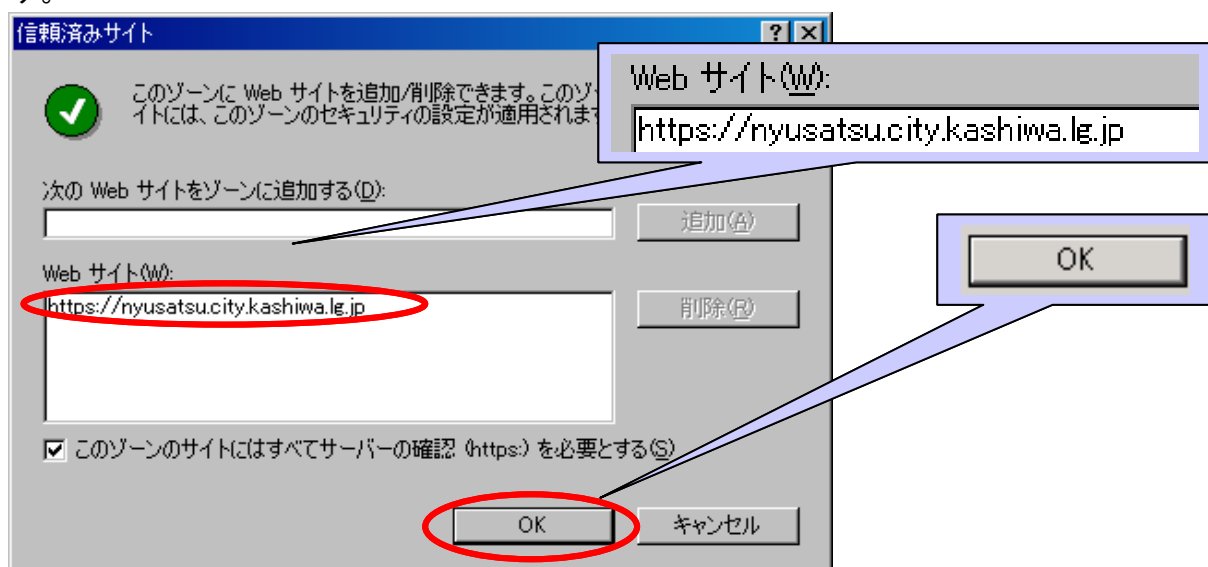 す。
信頼済みサイト
このゾーンに Web サイトを追加/削除できます。このゾ
イトには、このゾーンのセキュリティの設定が適用されま
Web サイト(W):
https://nyusatsu.city.kashiwa.lg.jp
次の Web サイトをゾーンに追加する(D):
追加(A)
OK
Web サイト(W):
https://nyusatsu.city.kashiwa.lg.jp
削除(R)
このゾーンのサイトにはすべてサーバーの確認 (https:) を必要とする(S)
OK
キャンセル